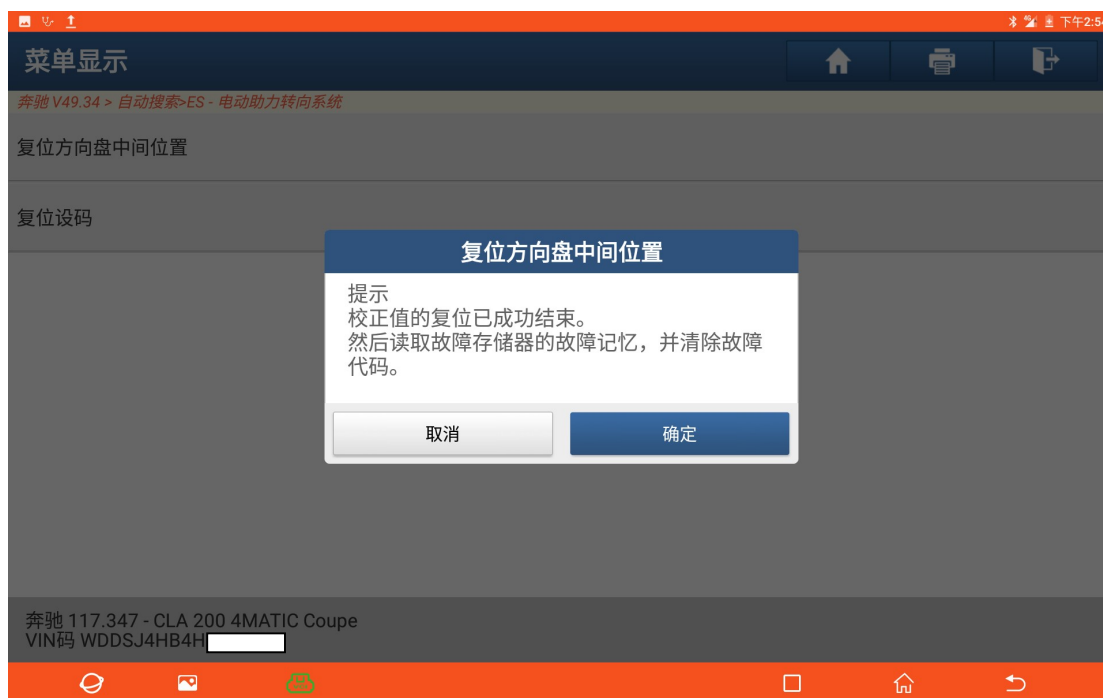 下午2:5
菜单显示
奔驰 V49.34 > 自动搜索>ES - 电动助力转向系统
复位方向盘中间位置
复位设码
复位方向盘中间位置
提示
校正值的复位已成功结束。
然后读取故障存储器的故障记忆，并清除故障
代码。
取消
确定
奔驰 117.347 - CLA 200 4MATIC Coupe
VIN码 WDDSJ4HB4H